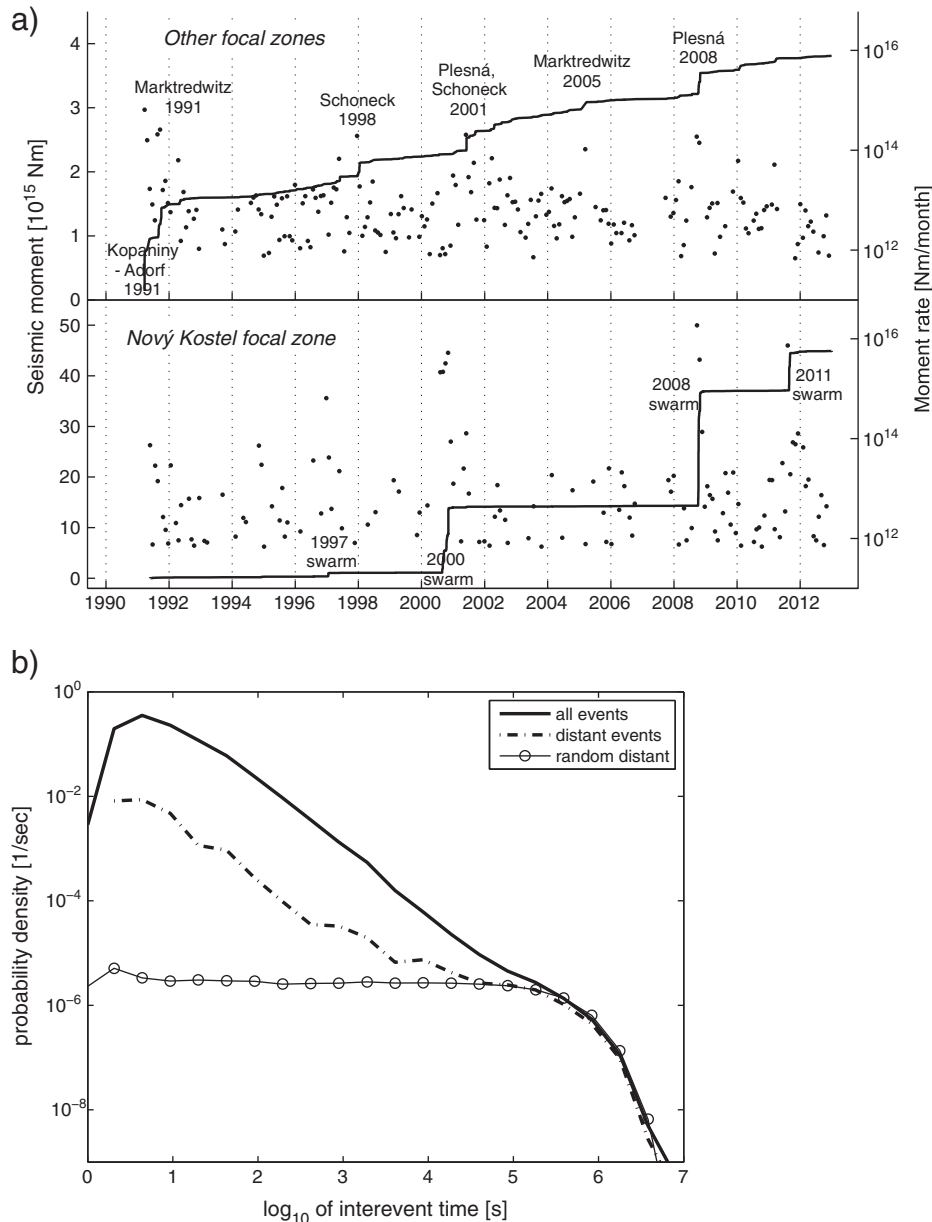 a)
Other focal zones
Marktredwitz
1991
Schoneck
1998
Plesná,
Schoneck
2001
Marktredwitz
2005
Plesná
2008
Kopaniny
- Adorf
1991
4
3
2
1
0
Seismic moment [10^15 Nm]
10^16
10^14
10^12
Moment rate [Nm/month]
Nový Kostel focal zone
50
40
30
20
10
0
1997
swarm
2000
swarm
2008
swarm
2011
swarm
10^16
10^14
10^12
1990 1992 1994 1996 1998 2000 2002 2004 2006 2008 2010 2012
b)
10^0
10^-2
10^-4
10^-6
10^-8
probability density [1/sec]
all events
distant events
random distant
0 1 2 3 4 5 6 7
log10 of interevent time [s]